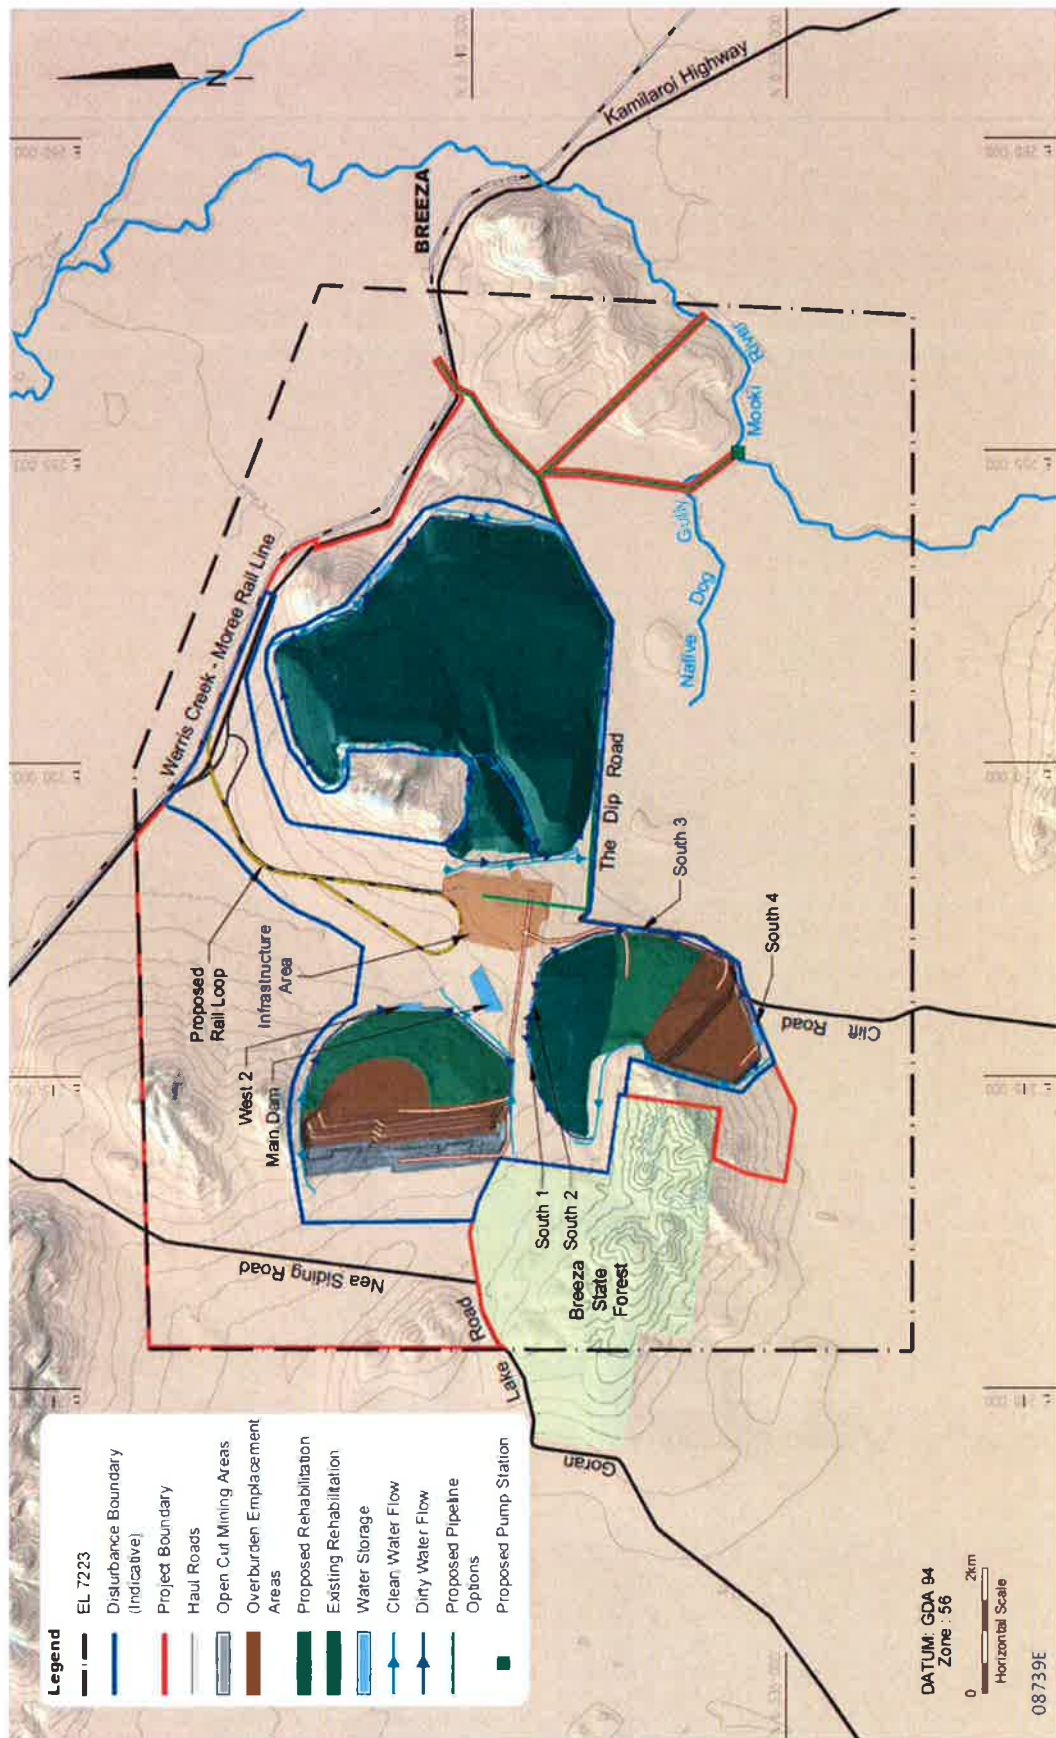 Legend
EL 7223
Disturbance Boundary
(Indicative)
Project Boundary
Haul Roads
Open Cut Mining Areas
Overburden Emplacement
Areas
Proposed Rehabilitation
Existing Rehabilitation
Water Storage
Clean Water Flow
Dirty Water Flow
Proposed Pipeline
Options
Proposed Pump Station
DATUM: GDA 94
Zone : 56
0
2km
Horizontal Scale
08739E
N
BREEZA
Kamilaroi Highway
Werris Creek - Moree Rail Line
Mooki
River
Native
Dog
Gully
The Dip Road
South 3
South 4
Clift
Road
Proposed
Rail Loop
Infrastructure
Area
West 2
Main Dam
South 1
South 2
Breeza
State
Forest
Nea Siding Road
Goran
Lake
Road